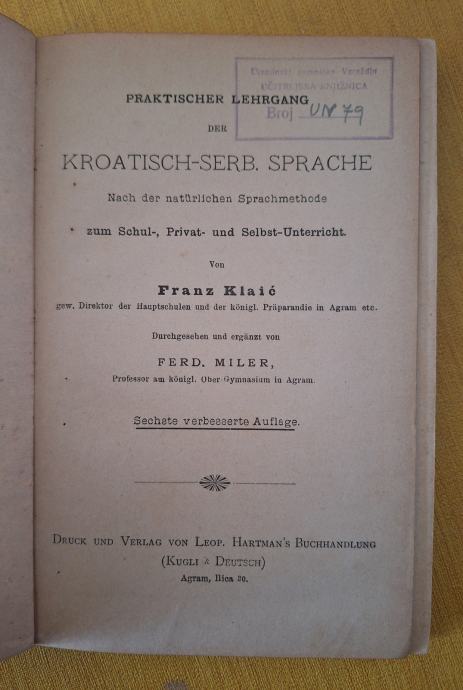 PRAKTISCHER LEHRGANG
DER
KROATISCH-SERB. SPRACHE
Nach der natürlichen Sprachmethode
zum Schul-, Privat- und Selbst-Unterricht.
Von
Franz Klaić
gew. Direktor der Hauptschulen und der königl. Präparandie in Agram etc.
Durchgesehen und ergänzt von
FERD. MILER,
Professor am königl. Ober Gymnasium in Agram.
Sechste verbesserte Auflage.
DRUCK UND VERLAG VON LEOP. HARTMAN'S BUCHHANDLUNG
(KUGLI & DEUTSCH)
Agram, Ilica 30.
KNJIŽNICA
Broj UN 79